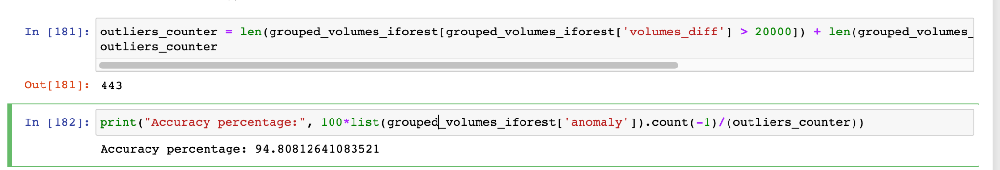 In [181]: outliers_counter = len(grouped_volumes_iforest[grouped_volumes_iforest['volumes_diff'] > 20000]) + len(grouped_volumes_
outliers_counter
Out[181]: 443
In [182]: print("Accuracy percentage:", 100*list(grouped_volumes_iforest['anomaly']).count(-1)/(outliers_counter))
Accuracy percentage: 94.80812641083521